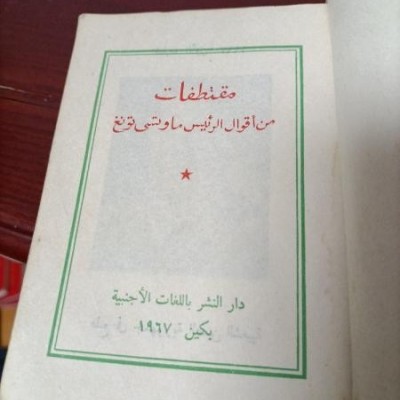 مقتطفات
من أقوال الرئيس ماوتسي تونغ
دار النشر باللغات الأجنبية
بكين ١٩٦٧